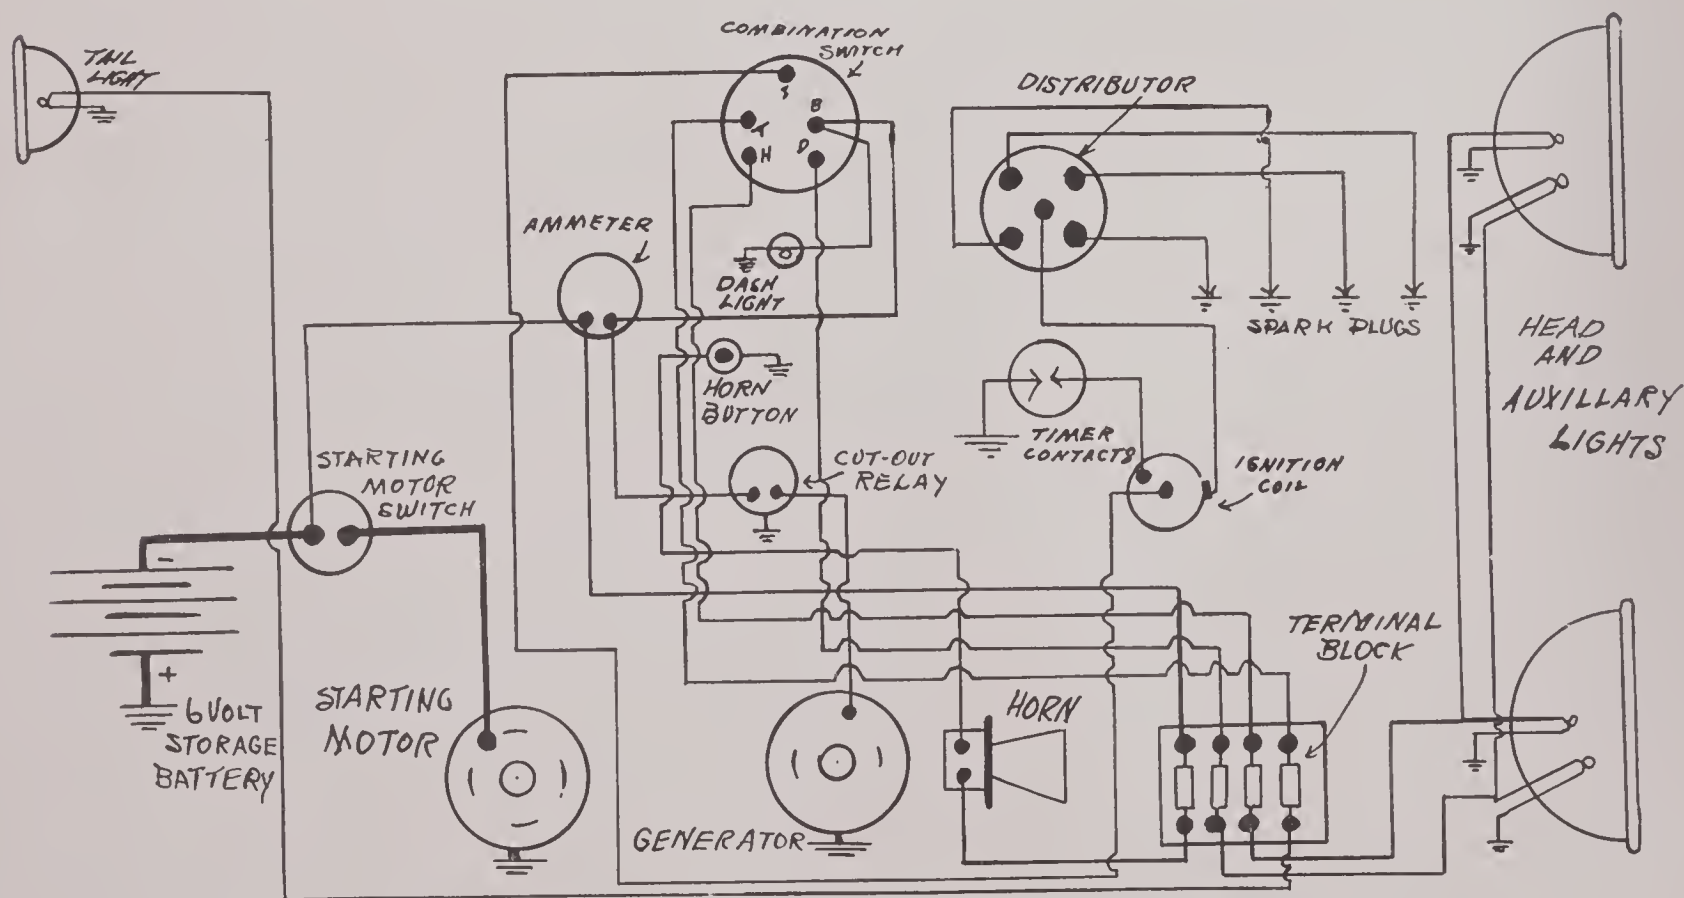 TAIL
LIGHT
COMBINATION
SWITCH
B
T
H
D
DISTRIBUTOR
AMMETER
DASH
LIGHT
SPARK PLUGS
HEAD
AND
AUXILLARY
LIGHTS
HORN
BUTTON
TIMER
CONTACTS
STARTING
MOTOR
SWITCH
CUT-OUT
RELAY
IGNITION
COIL
-
+
6 VOLT
STORAGE
BATTERY
STARTING
MOTOR
GENERATOR
HORN
TERMINAL
BLOCK